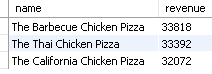 name revenue
The Barbecue Chicken Pizza 33818
The Thai Chicken Pizza 33392
The California Chicken Pizza 32072